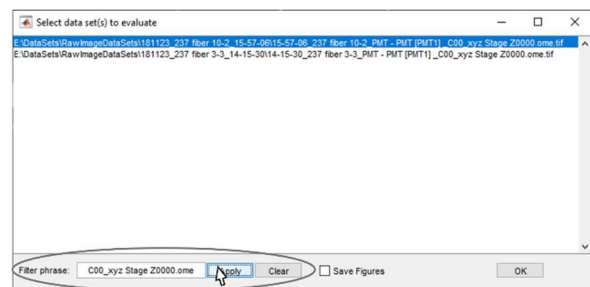 Select data set(s) to evaluate
E:\DataSets\RawImageDataSets\181123_237 fiber 10-2_15-57-06\15-57-06_237 fiber 10-2_PMT - PMT [PMT1] _C00_xyz Stage Z0000.ome.tif
E:\DataSets\RawImageDataSets\181123_237 fiber 3-3_14-15-30\14-15-30_237 fiber 3-3_PMT - PMT [PMT1] _C00_xyz Stage Z0000.ome.tif
Filter phrase: C00_xyz Stage Z0000.ome Apply Clear Save Figures OK